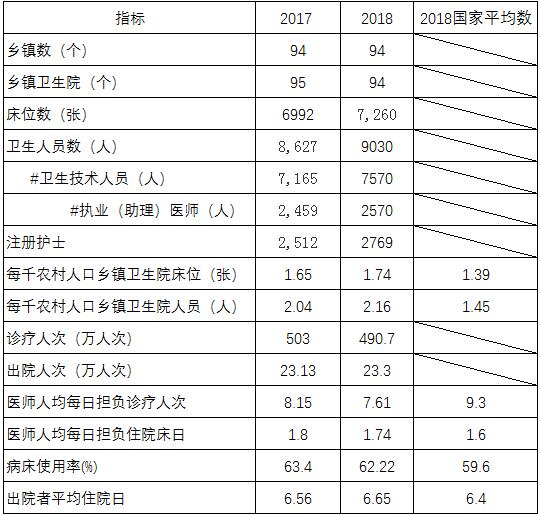 指标 2017 2018 2018国家平均数
乡镇数（个） 94 94
乡镇卫生院（个） 95 94
床位数（张） 6992 7,260
卫生人员数（人） 8,627 9030
#卫生技术人员（人） 7,165 7570
#执业（助理）医师（人） 2,459 2570
注册护士 2,512 2769
每千农村人口乡镇卫生院床位（张） 1.65 1.74 1.39
每千农村人口乡镇卫生院人员（人） 2.04 2.16 1.45
诊疗人次（万人次） 503 490.7
出院人次（万人次） 23.13 23.3
医师人均每日担负诊疗人次 8.15 7.61 9.3
医师人均每日担负住院床日 1.8 1.74 1.6
病床使用率(%) 63.4 62.22 59.6
出院者平均住院日 6.56 6.65 6.4